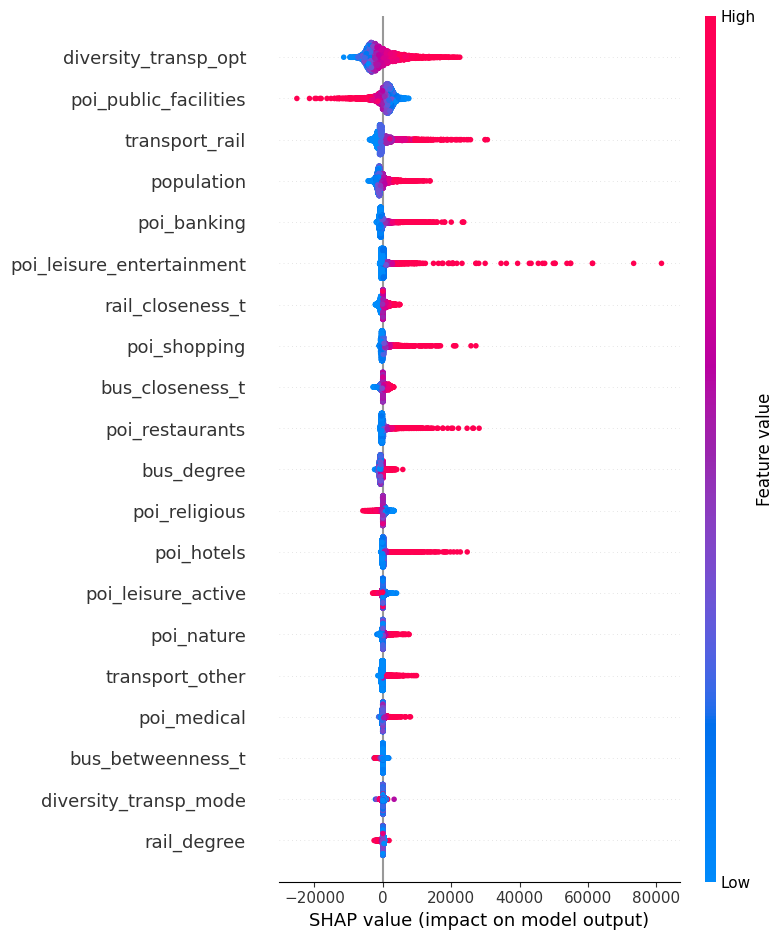 High
diversity_transp_opt
poi_public_facilities
transport_rail
population
poi_banking
poi_leisure_entertainment
rail_closeness_t
poi_shopping
bus_closeness_t
poi_restaurants
bus_degree
poi_religious
poi_hotels
poi_leisure_active
poi_nature
transport_other
poi_medical
bus_betweenness_t
diversity_transp_mode
rail_degree
Feature value
Low
−20000 0 20000 40000 60000 80000
SHAP value (impact on model output)